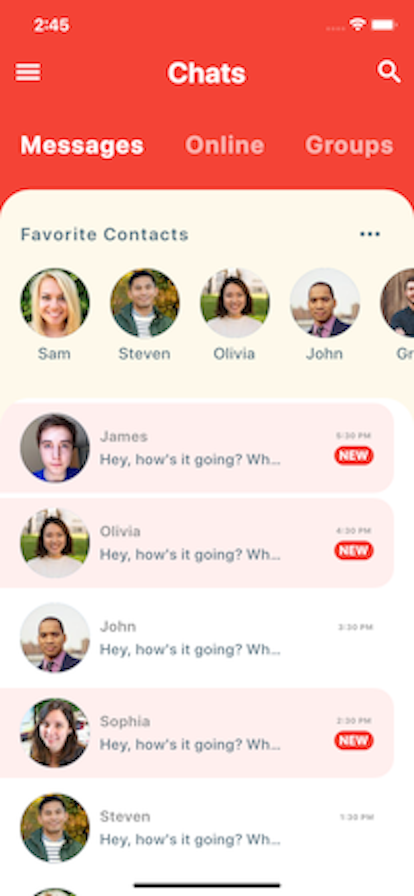 2:45
Chats
Messages Online Groups
Favorite Contacts
Sam Steven Olivia John Gr
James 5:30 PM
Hey, how's it going? Wh... NEW
Olivia 4:30 PM
Hey, how's it going? Wh... NEW
John 3:30 PM
Hey, how's it going? Wh...
Sophia 2:30 PM
Hey, how's it going? Wh... NEW
Steven 1:30 PM
Hey, how's it going? Wh...